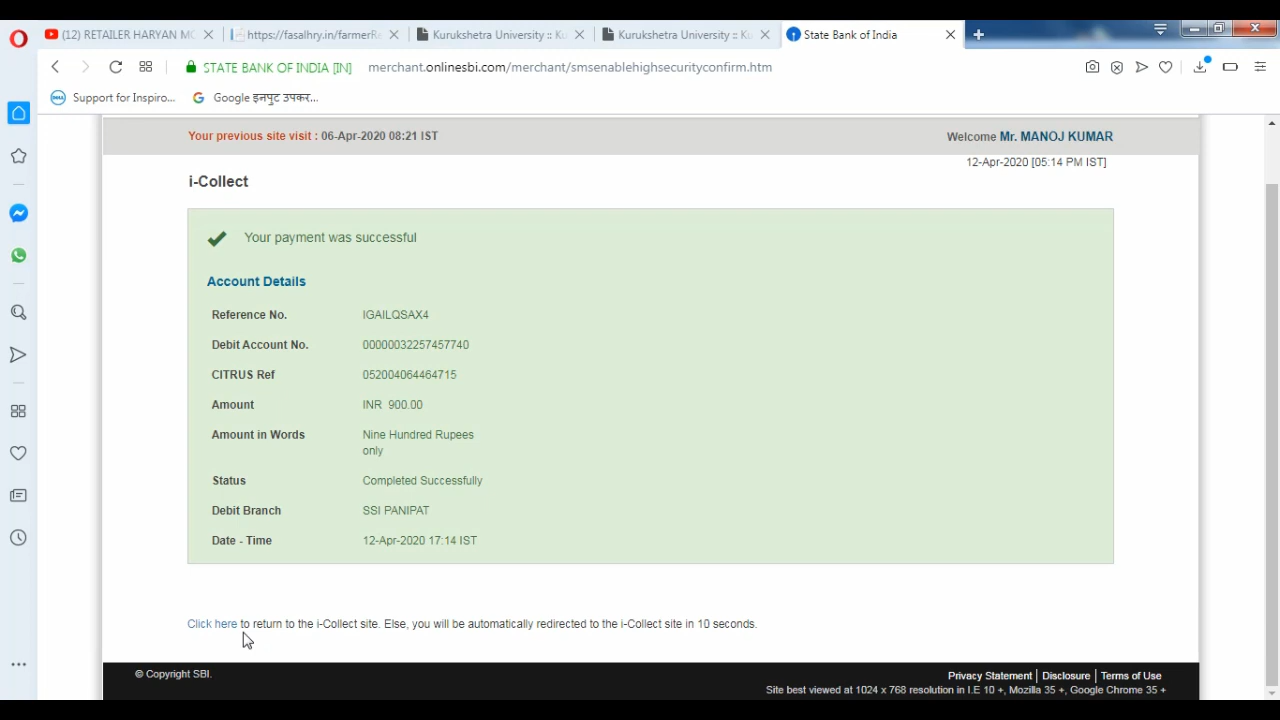 (12) RETAILER HARYAN MO
https://fasalhry.in/farmerRe
Kurukshetra University :: Ku
Kurukshetra University :: Ku
State Bank of India
STATE BANK OF INDIA [IN]
merchant.onlinesbi.com/merchant/smsenablehighsecurityconfirm.htm
Support for Inspiro...
Google इनपुट उपकर...
Your previous site visit : 06-Apr-2020 08:21 IST
Welcome Mr. MANOJ KUMAR
12-Apr-2020 [05:14 PM IST]
i-Collect
Your payment was successful
Account Details
Reference No. IGAILQSAX4
Debit Account No. 00000032257457740
CITRUS Ref 052004064464715
Amount INR 900.00
Amount in Words Nine Hundred Rupees
only
Status Completed Successfully
Debit Branch SSI PANIPAT
Date - Time 12-Apr-2020 17:14 IST
Click here to return to the i-Collect site. Else, you will be automatically redirected to the i-Collect site in 10 seconds.
© Copyright SBI.
Privacy Statement | Disclosure | Terms of Use
Site best viewed at 1024 x 768 resolution in I.E 10 +, Mozilla 35 +, Google Chrome 35 +